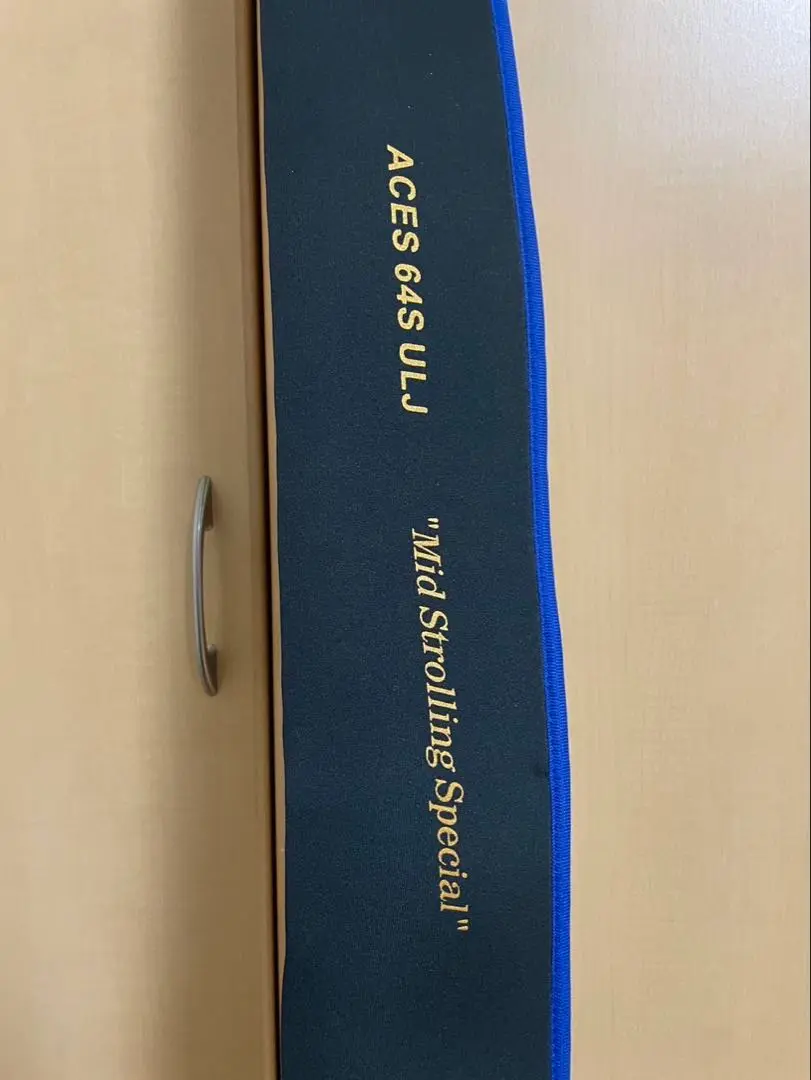 ACES 64S ULJ
"Mid Strolling Special"